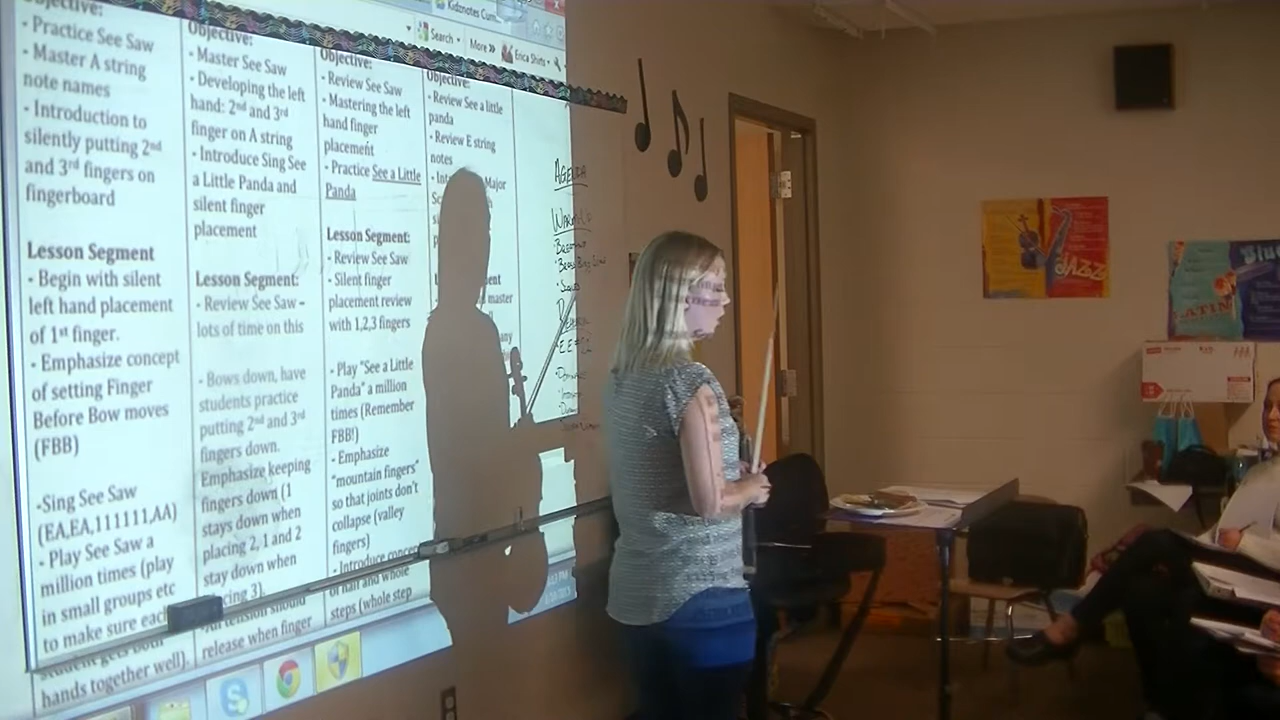 Kidznotes Curri
Search
More »
Erica Shirts
Objective:
- Practice See Saw
- Master A string
note names
- Introduction to
silently putting 2nd
and 3rd fingers on
fingerboard
Lesson Segment
- Begin with silent
left hand placement
of 1st finger.
- Emphasize concept
of setting Finger
Before Bow moves
(FBB)
-Sing See Saw
(EA,EA,111111,AA)
- Play See Saw a
million times (play
in small groups etc
to make sure each
student gets both
hands together well).
Objective:
- Master See Saw
- Developing the left
hand: 2nd and 3rd
finger on A string
- Introduce Sing See
a Little Panda and
silent finger
placement
Lesson Segment:
- Review See Saw –
lots of time on this
- Bows down, have
students practice
putting 2nd and 3rd
fingers down.
Emphasize keeping
fingers down (1
stays down when
placing 2, 1 and 2
stay down when
placing 3).
tension should
release when finger
Objective:
- Review See Saw
- Mastering the left
hand finger
placement
- Practice See a Little
Panda
Lesson Segment:
- Review See Saw
- Silent finger
placement review
with 1,2,3 fingers
- Play "See a Little
Panda" a million
times (Remember
FBB!)
- Emphasize
"mountain fingers"
so that joints don't
collapse (valley
fingers)
- Introduce concept
of half and whole
steps (whole step
Objective:
- Review See a little
panda
- Review E string
notes
Major
master
AGENDA
WARM UP
JAZZ
LATIN
Blues